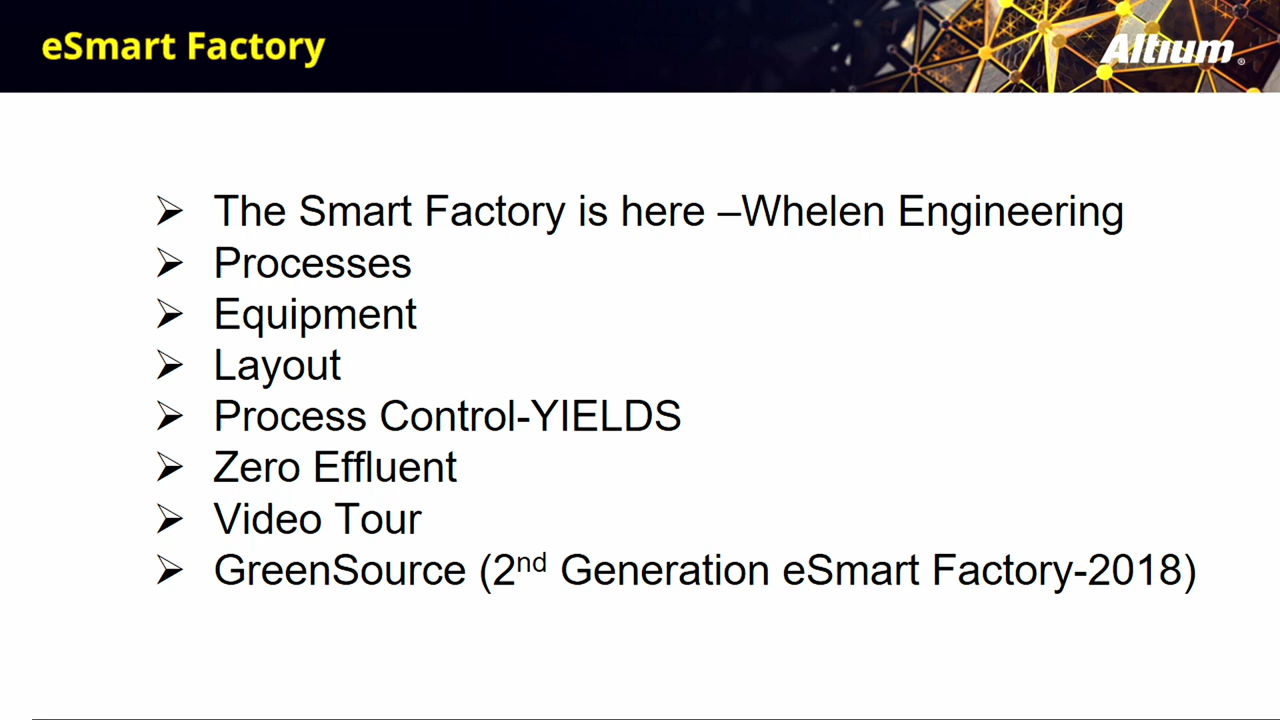 eSmart Factory
Altium®
➢ The Smart Factory is here –Whelen Engineering
➢ Processes
➢ Equipment
➢ Layout
➢ Process Control-YIELDS
➢ Zero Effluent
➢ Video Tour
➢ GreenSource (2nd Generation eSmart Factory-2018)